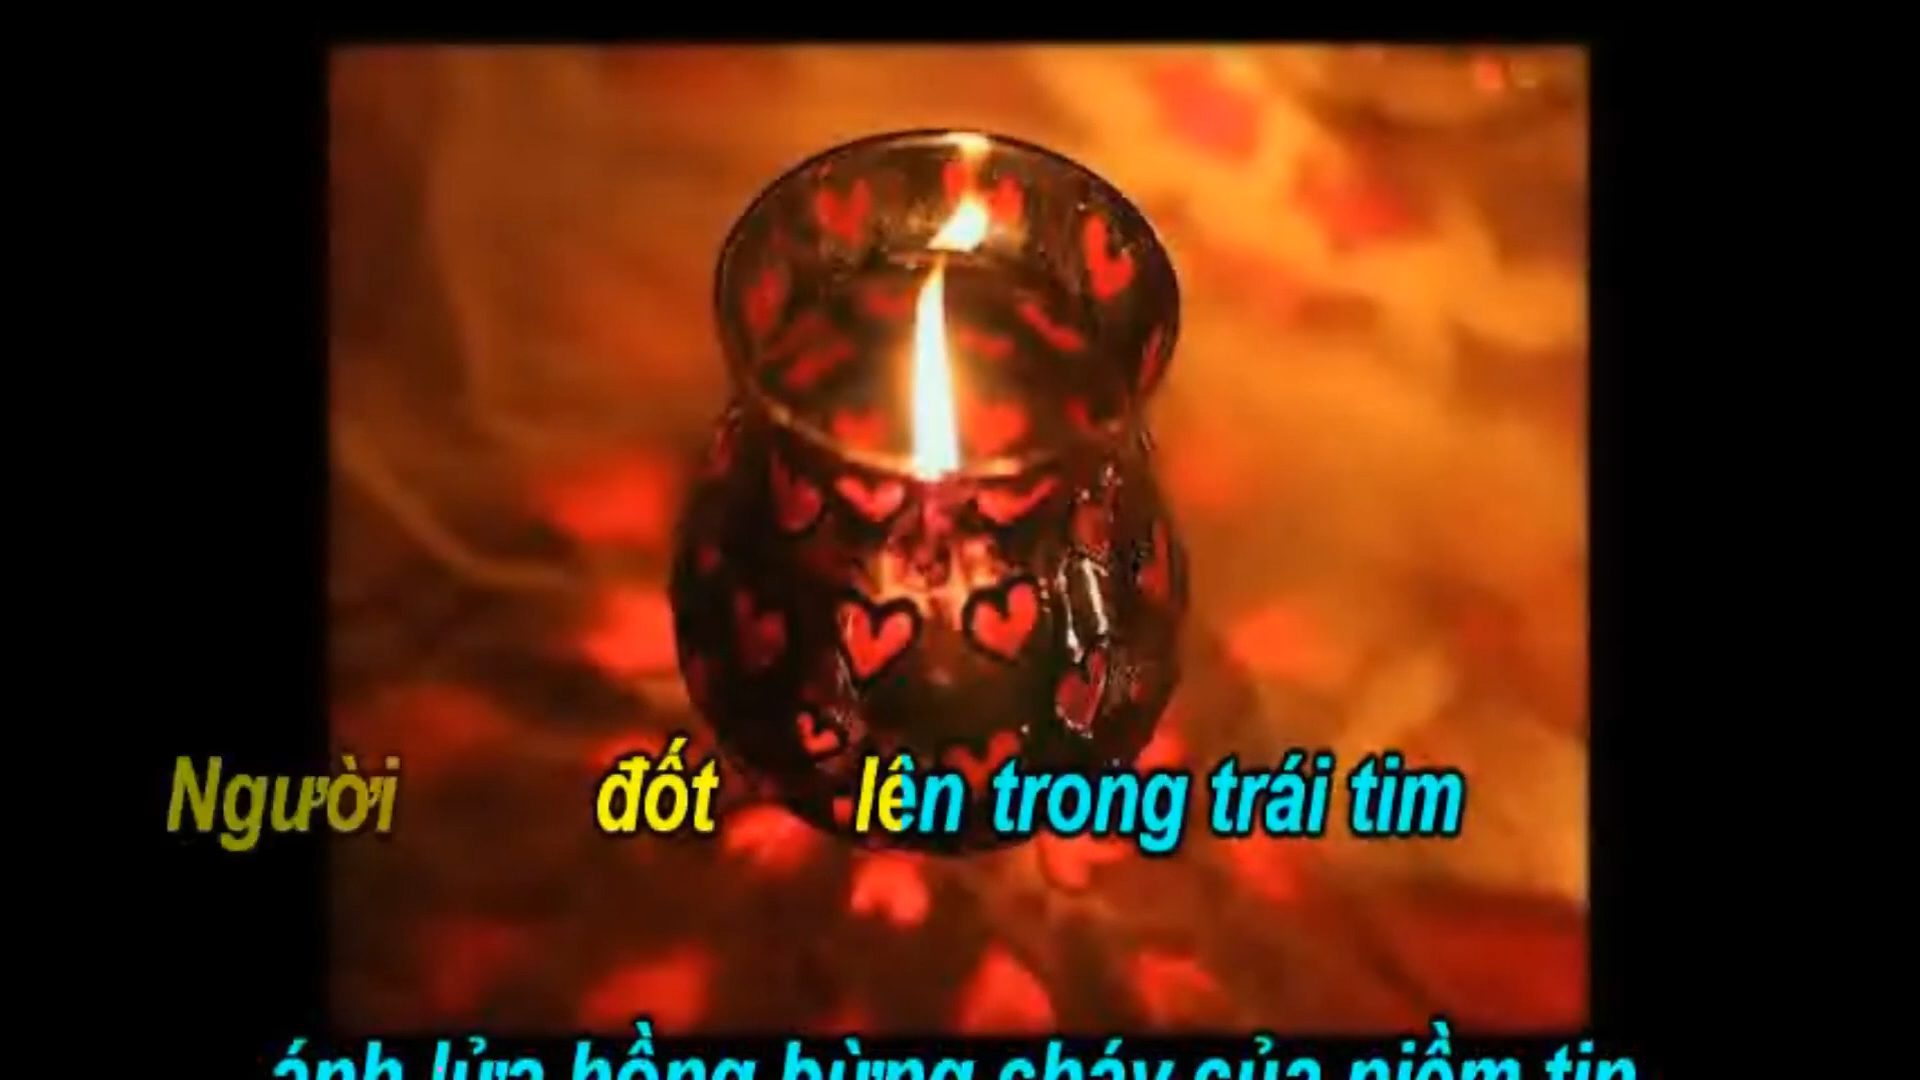 Người đốt lên trong trái tim
ánh lửa hồng bừng cháy của niềm tin